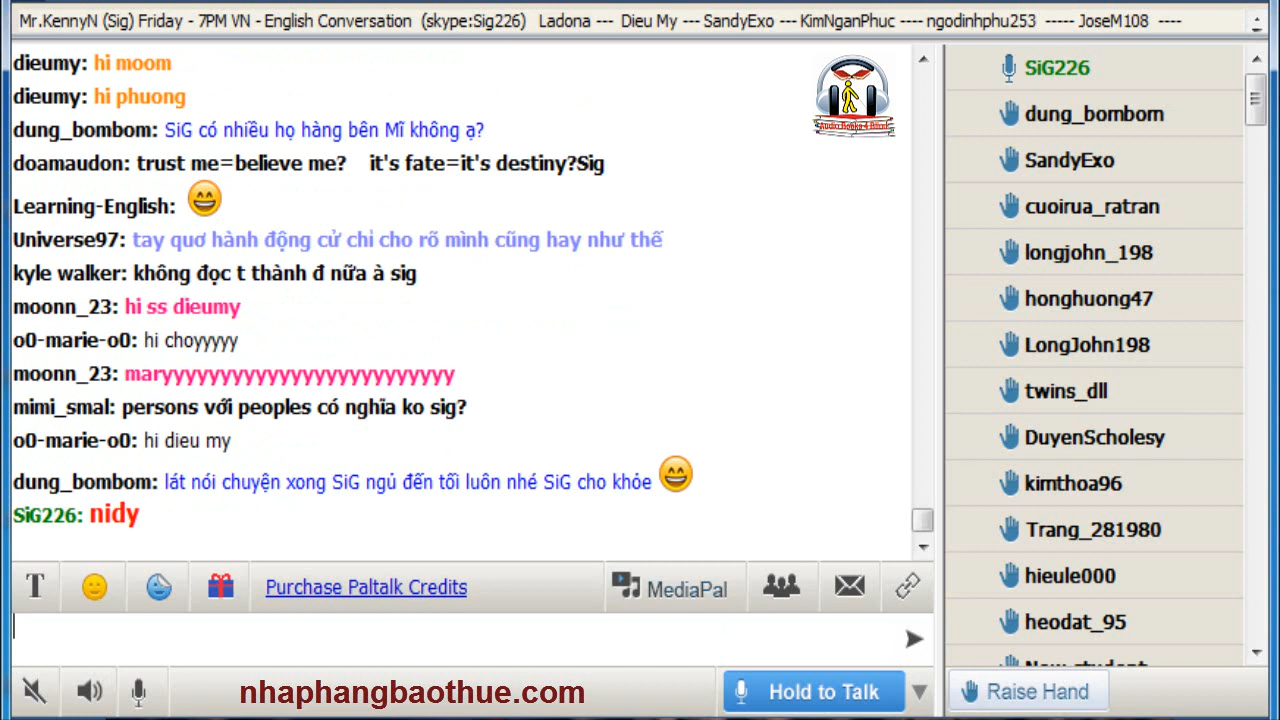 Mr.KennyN (Sig) Friday - 7PM VN - English Conversation (skype:Sig226) Ladona --- Dieu My --- SandyExo --- KimNganPhuc ---- ngodinhphu253 ----- JoseM108 ----
dieumy: hi moom
dieumy: hi phuong
dung_bombom: SiG có nhiều họ hàng bên Mĩ không ạ?
doamaudon: trust me=believe me? it's fate=it's destiny?Sig
Learning-English:
Universe97: tay quơ hành động cử chỉ cho rõ mình cũng hay như thế
kyle walker: không đọc t thành đ nữa à sig
moonn_23: hi ss dieumy
o0-marie-o0: hi choyyyyy
moonn_23: maryyyyyyyyyyyyyyyyyyyyyyyyyy
mimi_smal: persons với peoples có nghĩa ko sig?
o0-marie-o0: hi dieu my
dung_bombom: lát nói chuyện xong SiG ngủ đến tối luôn nhé SiG cho khỏe
SiG226: nidy
Audio Books 4 Blind
T
Purchase Paltalk Credits
MediaPal
nhaphangbaothue.com
Hold to Talk
SiG226
dung_bombom
SandyExo
cuoirua_ratran
longjohn_198
honghuong47
LongJohn198
twins_dll
DuyenScholesy
kimthoa96
Trang_281980
hieule000
heodat_95
New_student
Raise Hand